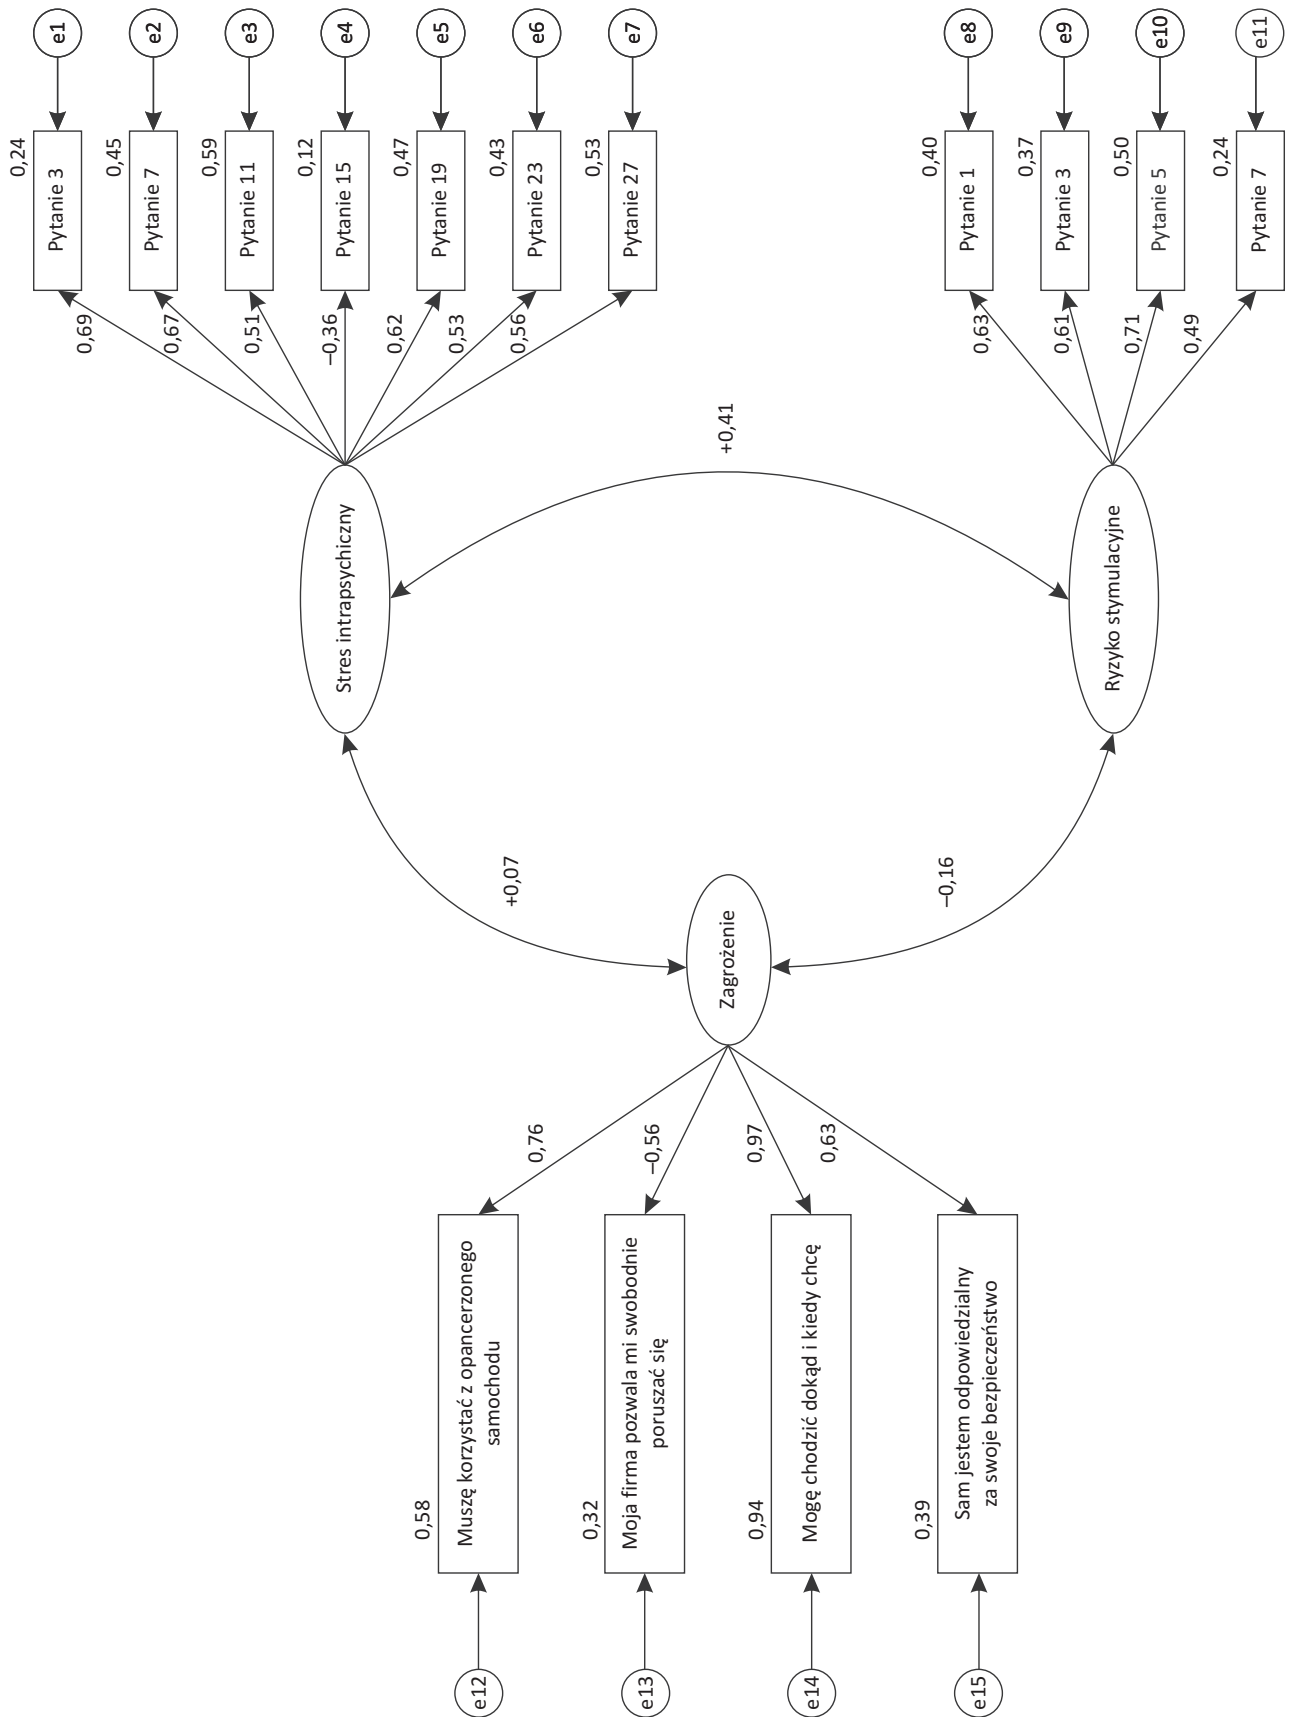 e1
e2
e3
e4
e5
e6
e7
e8
e9
e10
e11
0,24
0,45
0,59
0,12
0,47
0,43
0,53
0,40
0,37
0,50
0,24
Pytanie 3
Pytanie 7
Pytanie 11
Pytanie 15
Pytanie 19
Pytanie 23
Pytanie 27
Pytanie 1
Pytanie 3
Pytanie 5
Pytanie 7
0,69
0,67
0,51
–0,36
0,62
0,53
0,56
0,63
0,61
0,71
0,49
Stres intrapsychiczny
+0,41
Ryzyko stymulacyjne
+0,07
–0,16
Zagrożenie
0,76
–0,56
0,97
0,63
0,58
Muszę korzystać z opancerzonego
samochodu
0,32
Moja firma pozwala mi swobodnie
poruszać się
0,94
Mogę chodzić dokąd i kiedy chcę
0,39
Sam jestem odpowiedzialny
za swoje bezpieczeństwo
e12
e13
e14
e15